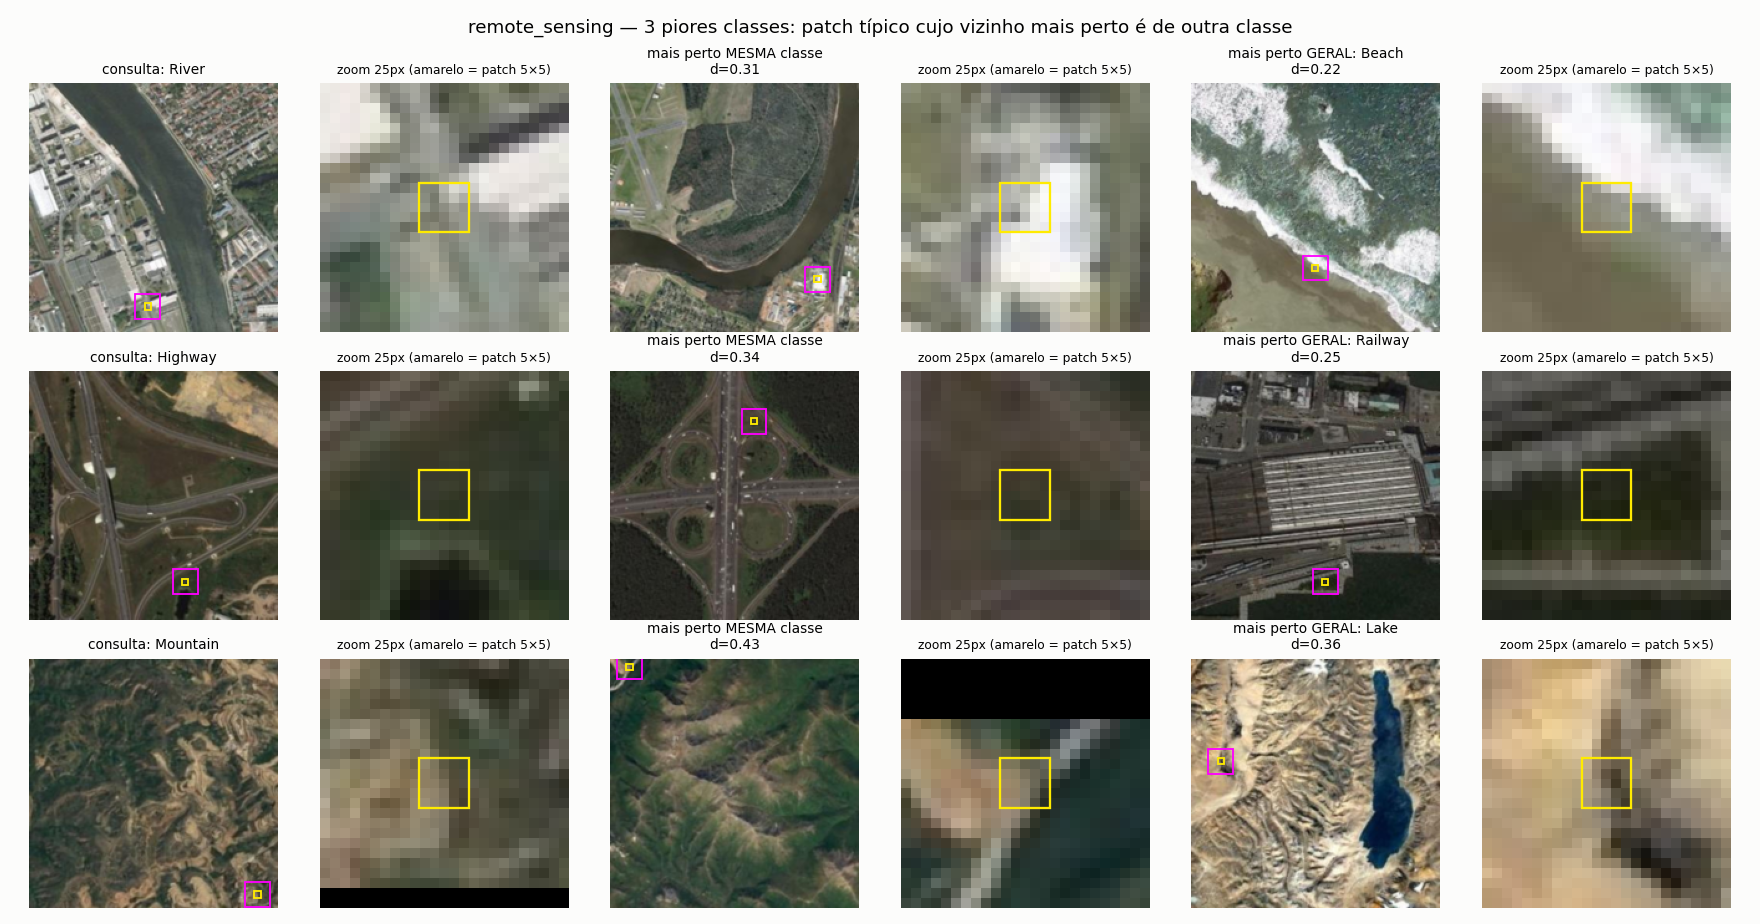 remote_sensing — 3 piores classes: patch típico cujo vizinho mais perto é de outra classe
consulta: River
zoom 25px (amarelo = patch 5×5)
mais perto MESMA classe
d=0.31
zoom 25px (amarelo = patch 5×5)
mais perto GERAL: Beach
d=0.22
zoom 25px (amarelo = patch 5×5)
consulta: Highway
zoom 25px (amarelo = patch 5×5)
mais perto MESMA classe
d=0.34
zoom 25px (amarelo = patch 5×5)
mais perto GERAL: Railway
d=0.25
zoom 25px (amarelo = patch 5×5)
consulta: Mountain
zoom 25px (amarelo = patch 5×5)
mais perto MESMA classe
d=0.43
zoom 25px (amarelo = patch 5×5)
mais perto GERAL: Lake
d=0.36
zoom 25px (amarelo = patch 5×5)